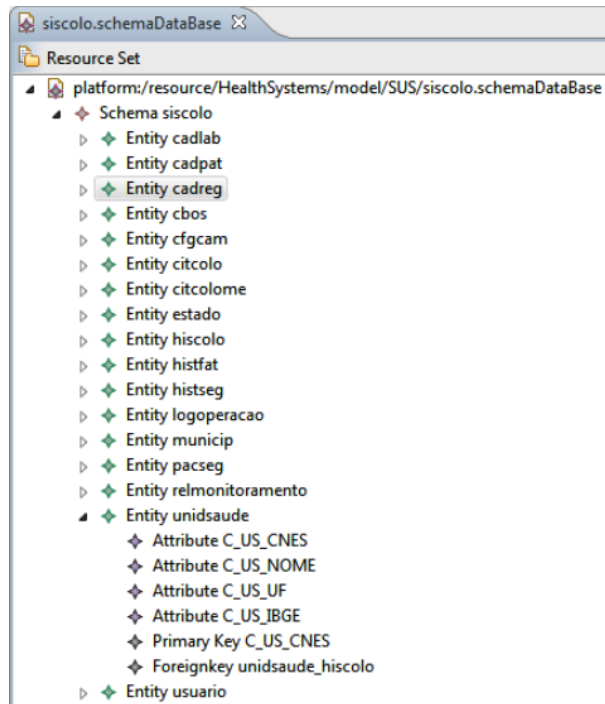 siscolo.schemaDataBase
Resource Set
platform:/resource/HealthSystems/model/SUS/siscolo.schemaDataBase
Schema siscolo
Entity cadlab
Entity cadpat
Entity cadreg
Entity cbos
Entity cfgcam
Entity citcolo
Entity citcolome
Entity estado
Entity hiscolo
Entity histfat
Entity histseg
Entity logoperacao
Entity municip
Entity pacseg
Entity relmonitoramento
Entity unidsaude
Attribute C_US_CNES
Attribute C_US_NOME
Attribute C_US_UF
Attribute C_US_IBGE
Primary Key C_US_CNES
Foreignkey unidsaude_hiscolo
Entity usuario